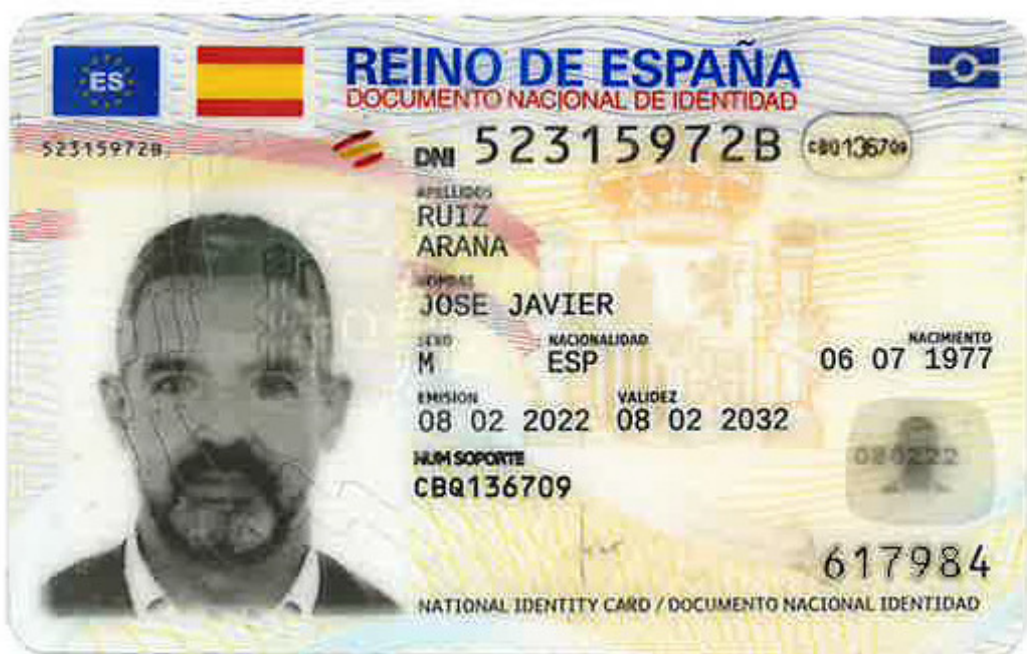 ES
REINO DE ESPAÑA
DOCUMENTO NACIONAL DE IDENTIDAD
52315972B
DNI 52315972B CBQ136709
APELLIDOS
RUIZ
ARANA
NOMBRE
JOSE JAVIER
SEXO NACIONALIDAD NACIMIENTO
M ESP 06 07 1977
EMISION VALIDEZ
08 02 2022 08 02 2032
NUM SOPORTE
CBQ136709
080222
617984
NATIONAL IDENTITY CARD / DOCUMENTO NACIONAL IDENTIDAD